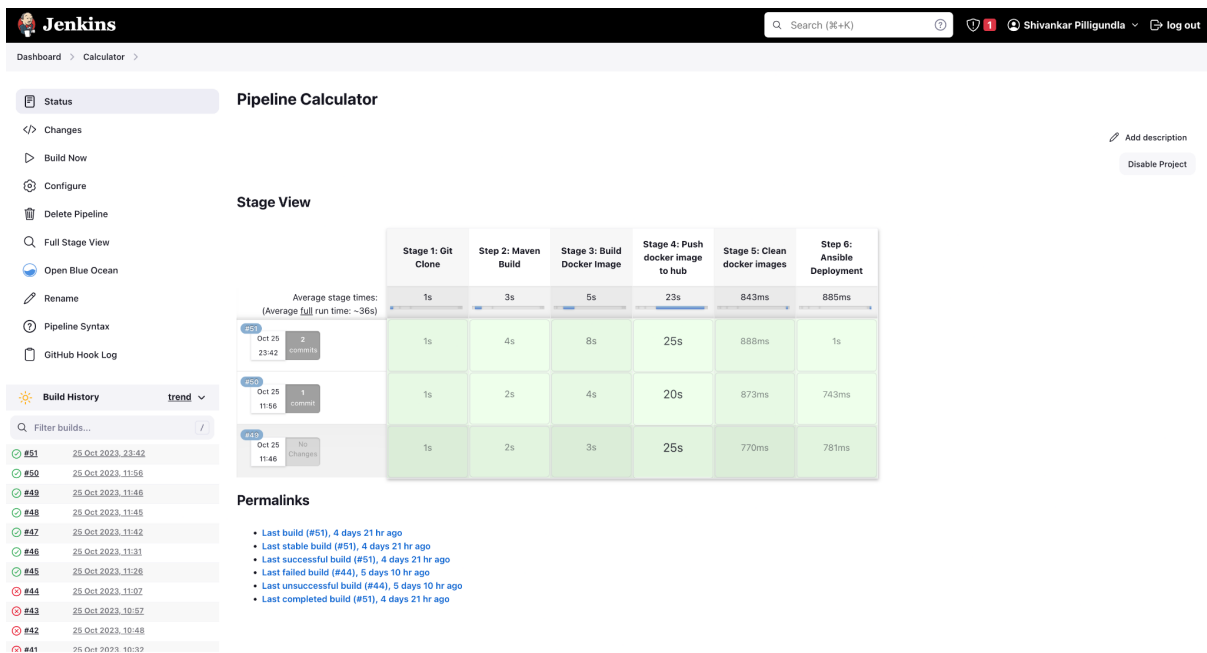 Jenkins
Search (⌘+K)
1
Shivankar Pilligundla
log out
Dashboard > Calculator >
Status
Changes
Build Now
Configure
Delete Pipeline
Full Stage View
Open Blue Ocean
Rename
Pipeline Syntax
GitHub Hook Log
Build History
trend
Filter builds...
/
#51 25 Oct 2023, 23:42
#50 25 Oct 2023, 11:56
#49 25 Oct 2023, 11:46
#48 25 Oct 2023, 11:45
#47 25 Oct 2023, 11:42
#46 25 Oct 2023, 11:31
#45 25 Oct 2023, 11:26
#44 25 Oct 2023, 11:07
#43 25 Oct 2023, 10:57
#42 25 Oct 2023, 10:48
#41 25 Oct 2023, 10:32
Pipeline Calculator
Add description
Disable Project
Stage View
Stage 1: Git
Clone
Step 2: Maven
Build
Stage 3: Build
Docker Image
Stage 4: Push
docker image
to hub
Stage 5: Clean
docker images
Step 6:
Ansible
Deployment
Average stage times:
(Average full run time: ~36s)
1s 3s 5s 23s 843ms 885ms
#51
Oct 25
23:42
2
commits
1s 4s 8s 25s 888ms 1s
#50
Oct 25
11:56
1
commit
1s 2s 4s 20s 873ms 743ms
#49
Oct 25
11:46
No
Changes
1s 2s 3s 25s 770ms 781ms
Permalinks
• Last build (#51), 4 days 21 hr ago
• Last stable build (#51), 4 days 21 hr ago
• Last successful build (#51), 4 days 21 hr ago
• Last failed build (#44), 5 days 10 hr ago
• Last unsuccessful build (#44), 5 days 10 hr ago
• Last completed build (#51), 4 days 21 hr ago